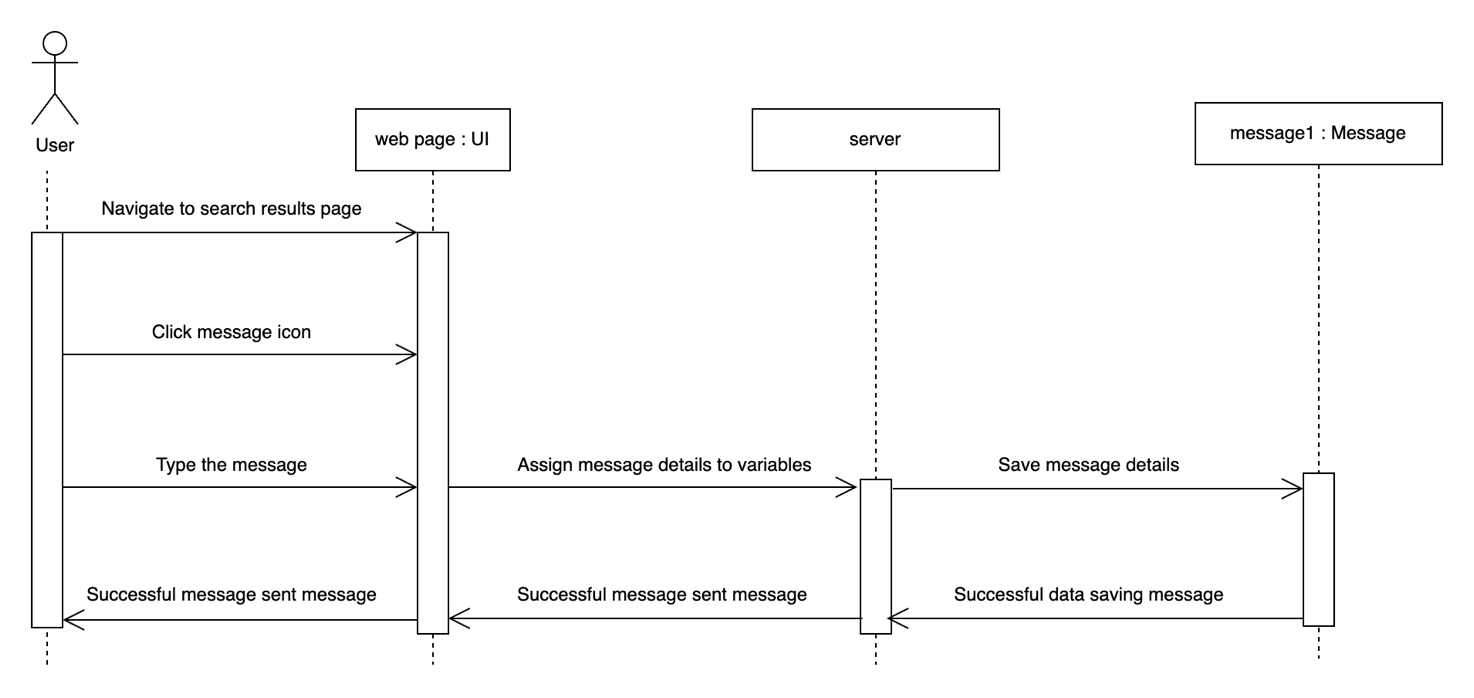 User
web page : UI
server
message1 : Message
Navigate to search results page
Click message icon
Type the message
Assign message details to variables
Save message details
Successful message sent message
Successful message sent message
Successful data saving message